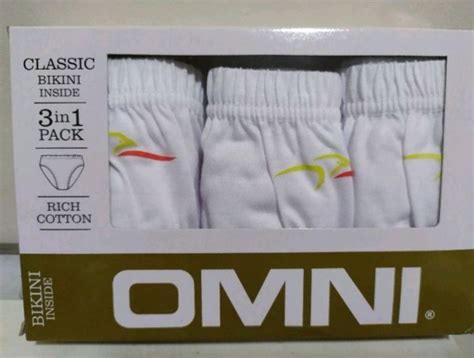 CLASSIC
BIKINI
INSIDE
3 in 1
PACK
RICH
COTTON
BIKINI
INSIDE
OMNI®